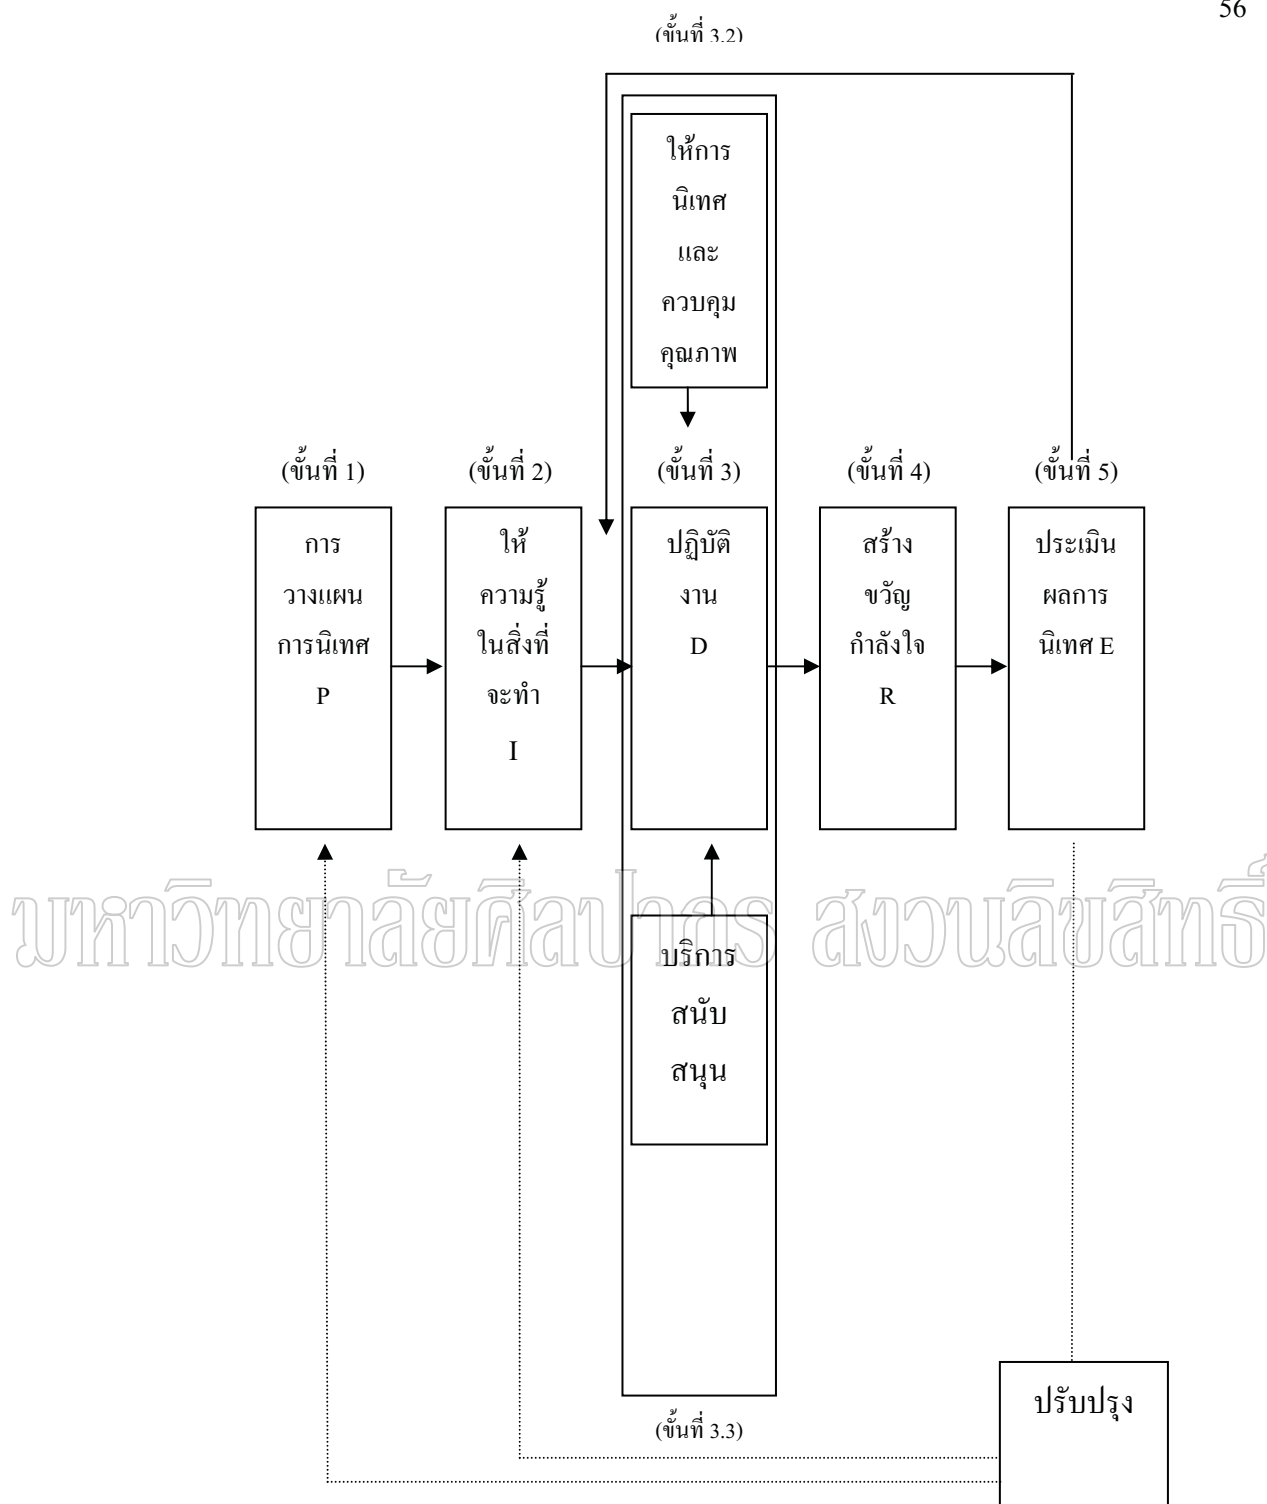 56
(ขั้นที่ 3.2)
ให้การ
นิเทศ
และ
ควบคุม
คุณภาพ
(ขั้นที่ 1)
(ขั้นที่ 2)
(ขั้นที่ 3)
(ขั้นที่ 4)
(ขั้นที่ 5)
การ
วางแผน
การนิเทศ
P
ให้
ความรู้
ในสิ่งที่
จะทำ
I
ปฏิบัติ
งาน
D
สร้าง
ขวัญ
กำลังใจ
R
ประเมิน
ผลการ
นิเทศ E
มหาวิทยาลัยศิลปากร สงวนลิขสิทธิ์
บริการ
สนับ
สนุน
ปรับปรุง
(ขั้นที่ 3.3)